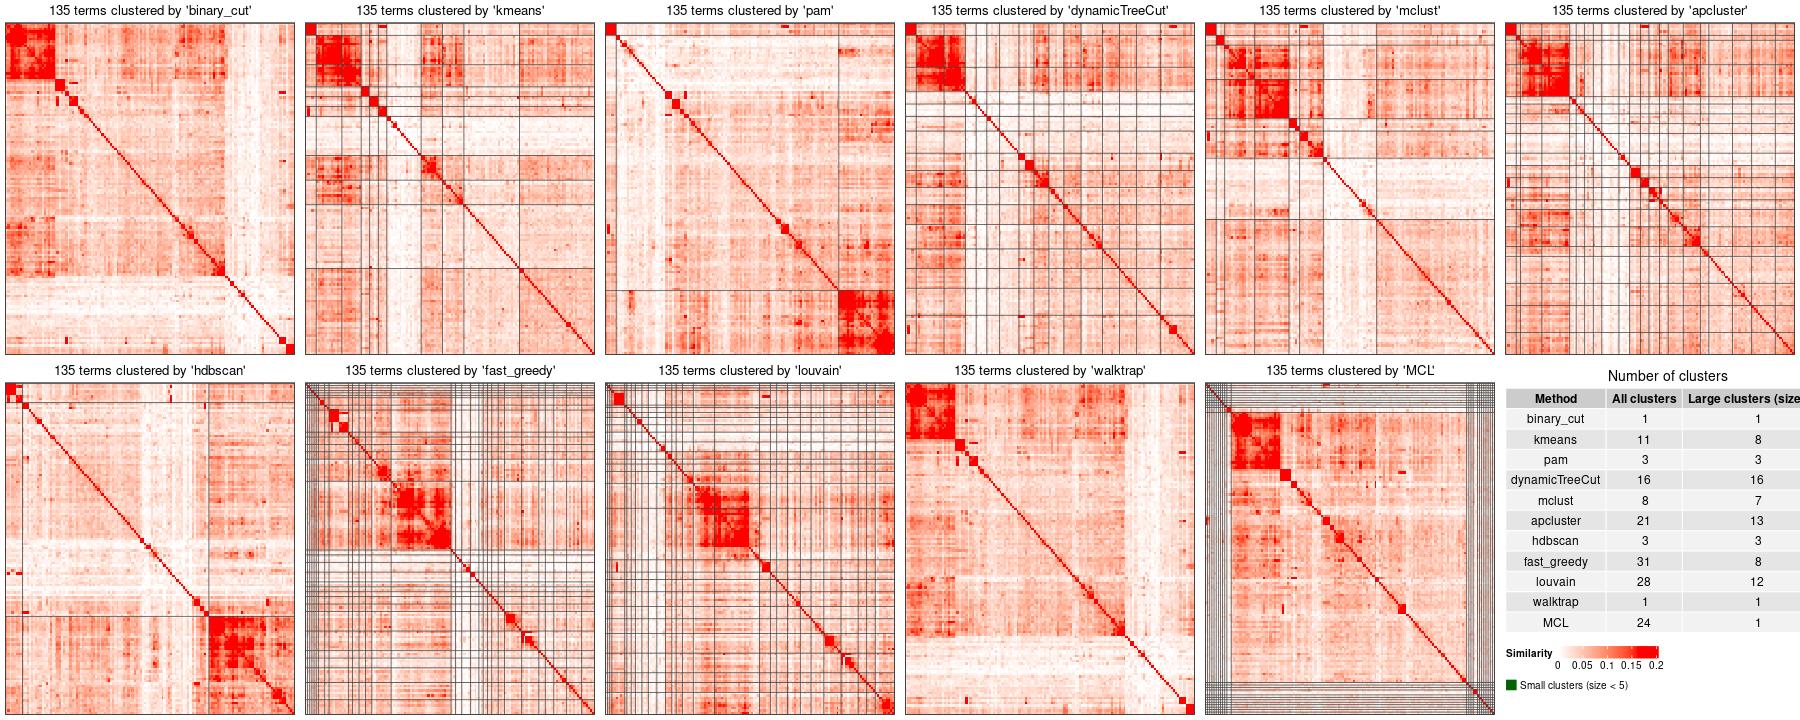 135 terms clustered by 'binary_cut'
135 terms clustered by 'kmeans'
135 terms clustered by 'pam'
135 terms clustered by 'dynamicTreeCut'
135 terms clustered by 'mclust'
135 terms clustered by 'apcluster'
135 terms clustered by 'hdbscan'
135 terms clustered by 'fast_greedy'
135 terms clustered by 'louvain'
135 terms clustered by 'walktrap'
135 terms clustered by 'MCL'
Number of clusters
Method All clusters Large clusters (size
binary_cut 1 1
kmeans 11 8
pam 3 3
dynamicTreeCut 16 16
mclust 8 7
apcluster 21 13
hdbscan 3 3
fast_greedy 31 8
louvain 28 12
walktrap 1 1
MCL 24 1
Similarity
0 0.05 0.1 0.15 0.2
Small clusters (size < 5)